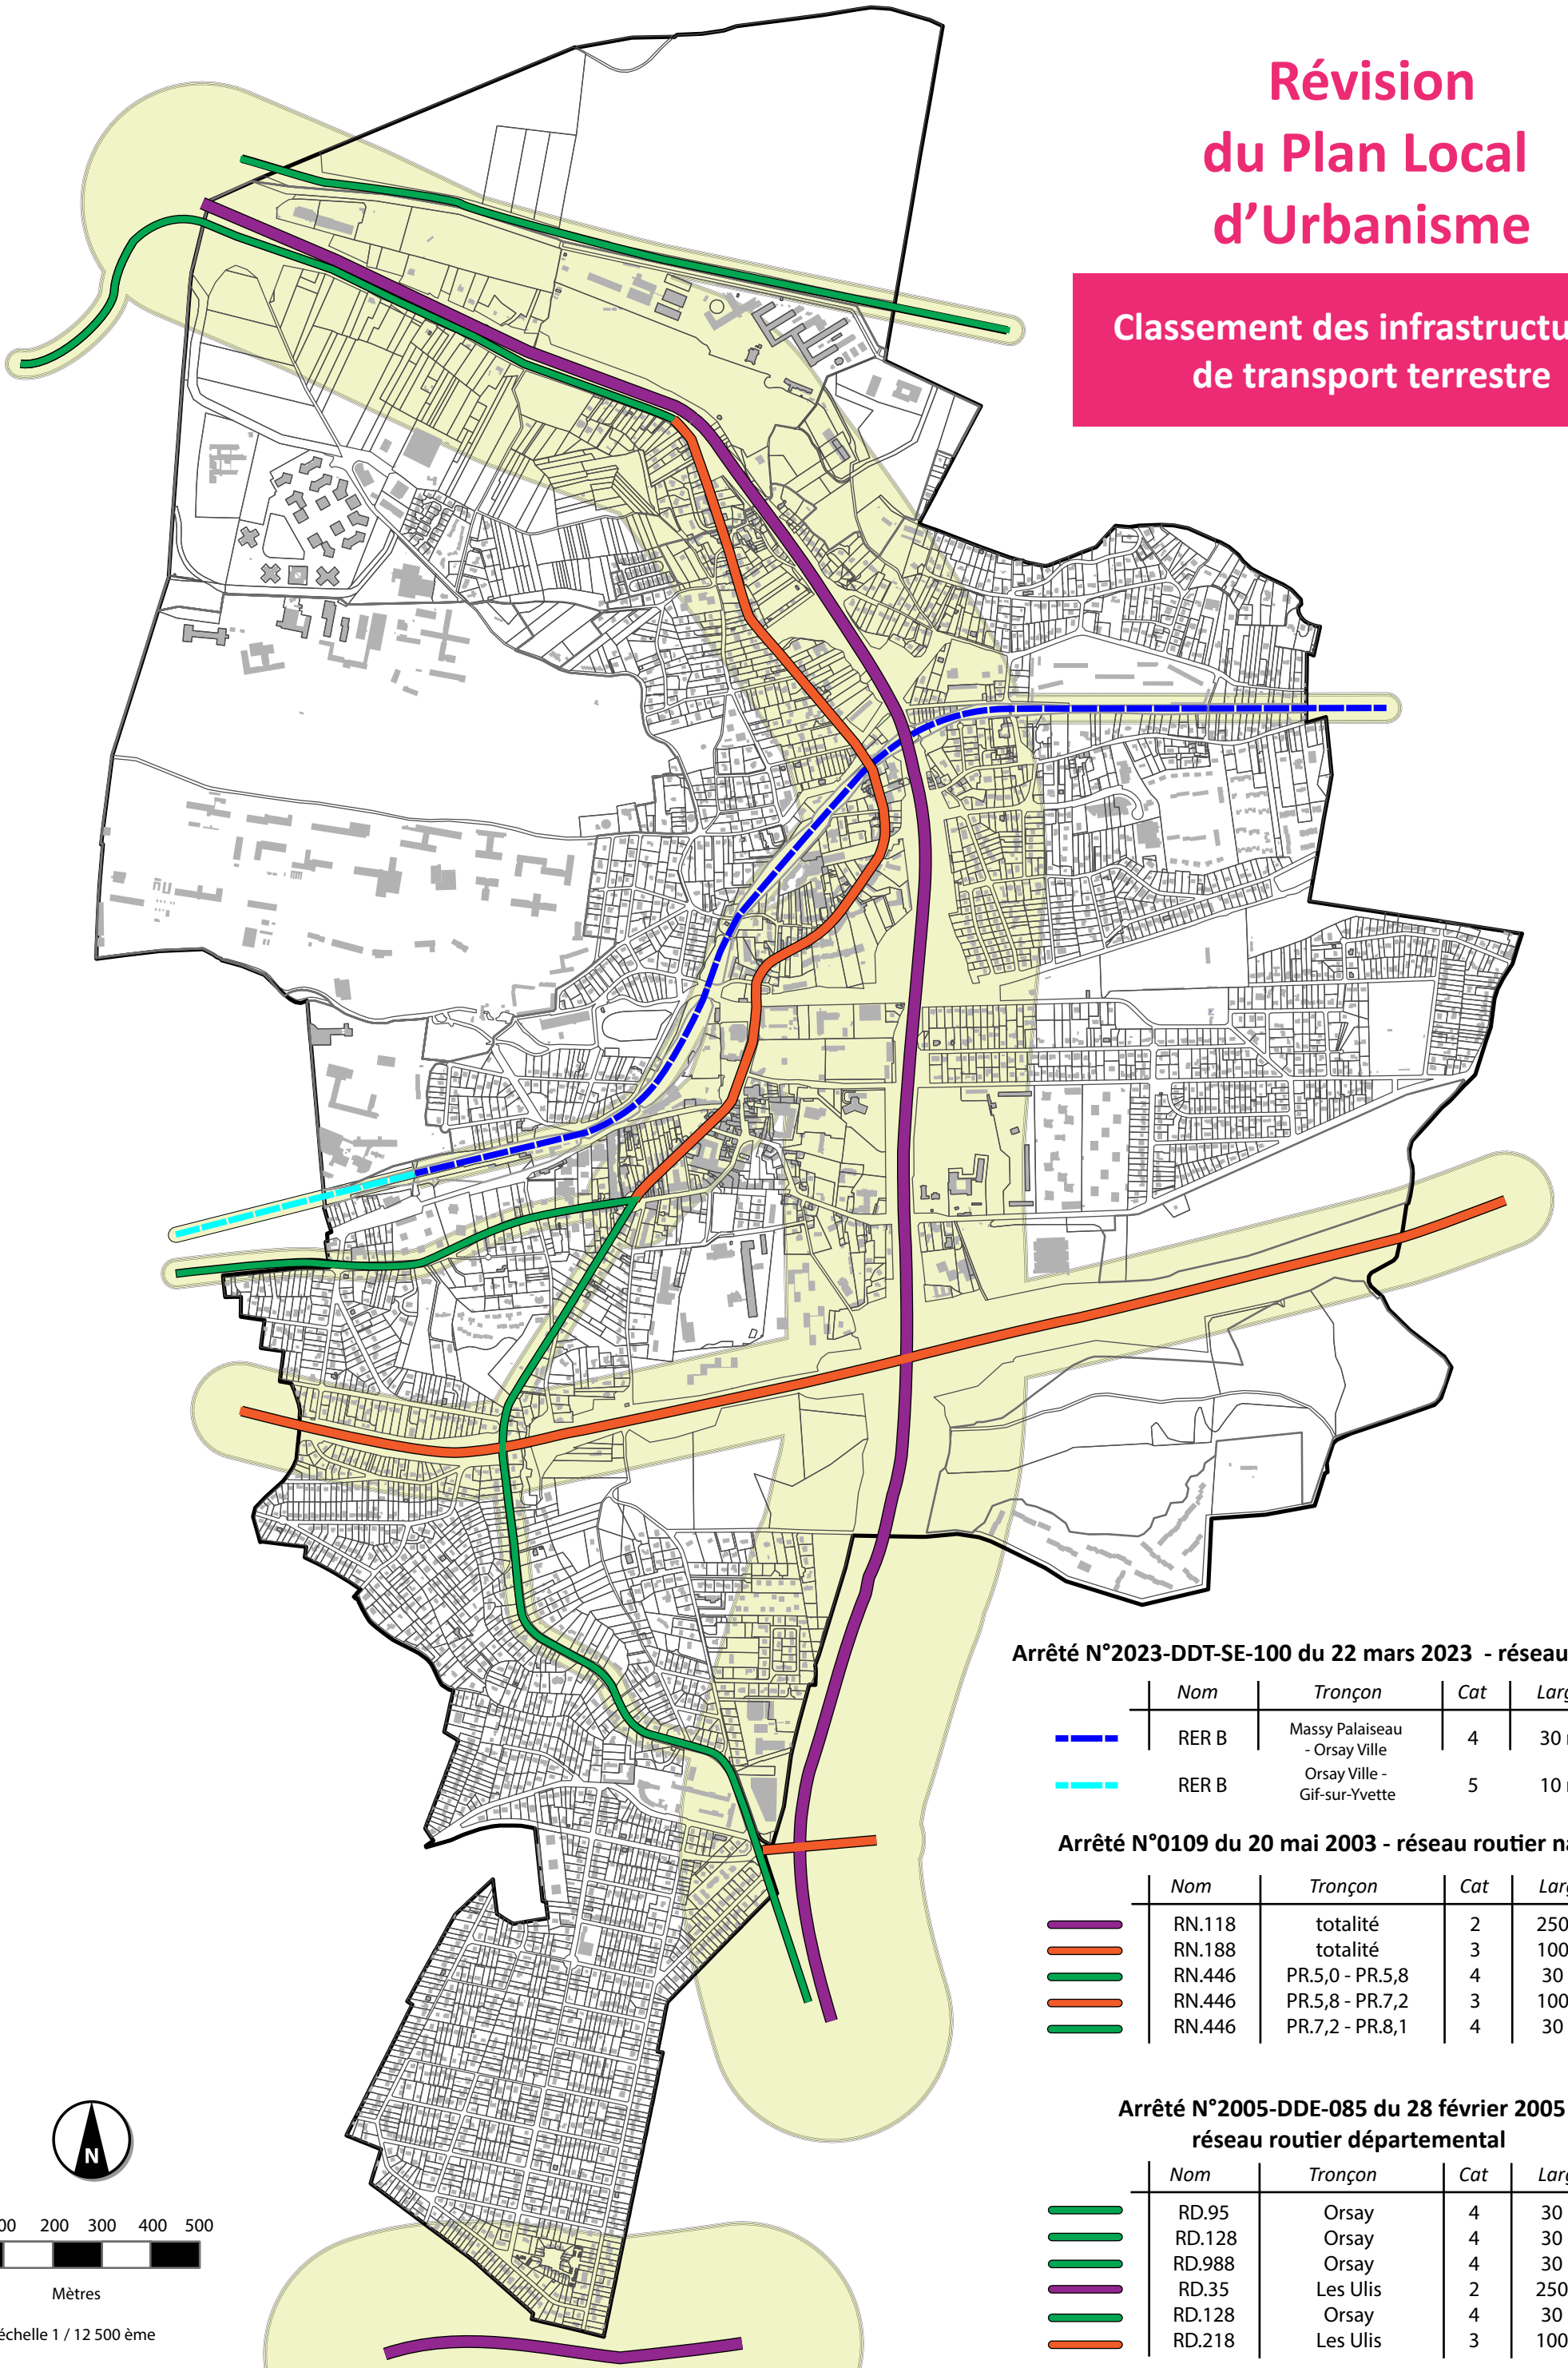 Révision
du Plan Local
d’Urbanisme
Classement des infrastructu
de transport terrestre
Arrêté N°2023-DDT-SE-100 du 22 mars 2023 - réseau
Nom Tronçon Cat Larg
RER B Massy Palaiseau - Orsay Ville 4 30
RER B Orsay Ville - Gif-sur-Yvette 5 10
Arrêté N°0109 du 20 mai 2003 - réseau routier na
Nom Tronçon Cat Larg
RN.118 totalité 2 250
RN.188 totalité 3 100
RN.446 PR.5,0 - PR.5,8 4 30
RN.446 PR.5,8 - PR.7,2 3 100
RN.446 PR.7,2 - PR.8,1 4 30
Arrêté N°2005-DDE-085 du 28 février 2005
réseau routier départemental
Nom Tronçon Cat Larg
RD.95 Orsay 4 30
RD.128 Orsay 4 30
RD.988 Orsay 4 30
RD.35 Les Ulis 2 250
RD.128 Orsay 4 30
RD.218 Les Ulis 3 100
N
00 200 300 400 500
Mètres
échelle 1 / 12 500 ème